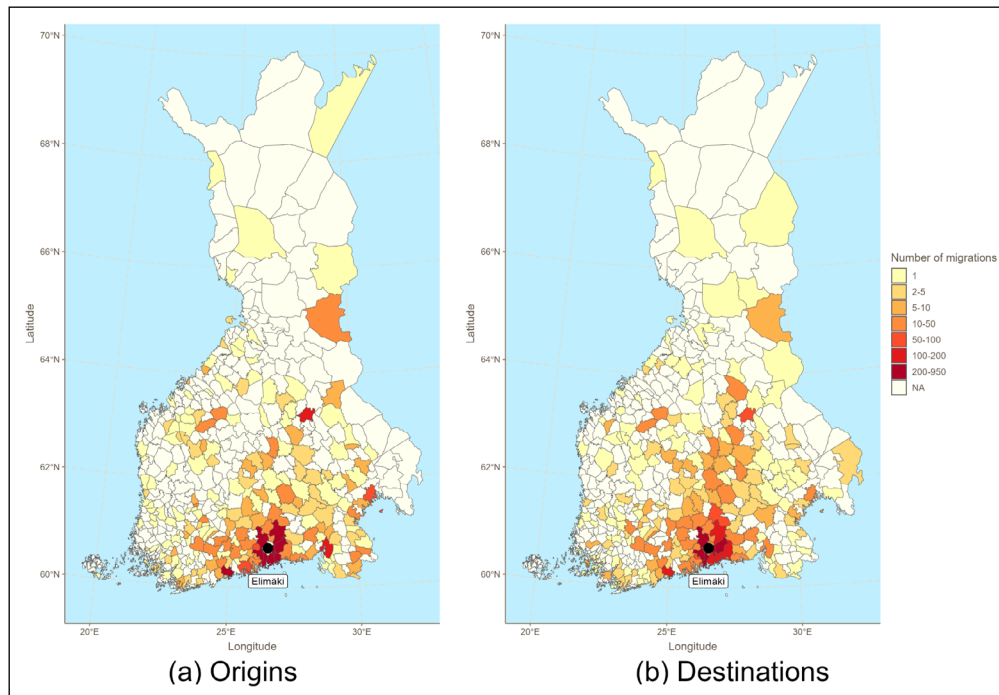 70°N
68°N
66°N
64°N
62°N
60°N
Latitude
20°E
25°E
30°E
Longitude
Elimäki
(a) Origins
70°N
68°N
66°N
64°N
62°N
60°N
Latitude
20°E
25°E
30°E
Longitude
Elimäki
(b) Destinations
Number of migrations
1
2-5
5-10
10-50
50-100
100-200
200-950
NA